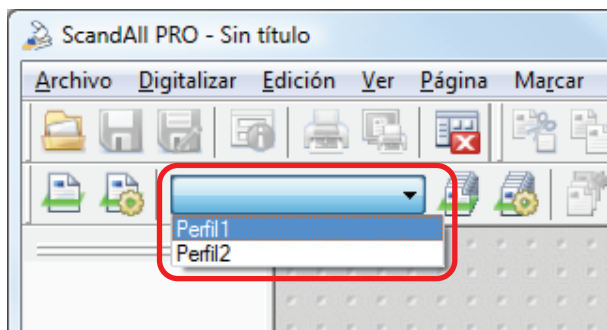 ScandAll PRO - Sin título
Archivo Digitalizar Edición Ver Página Marcar
Perfil1
Perfil2